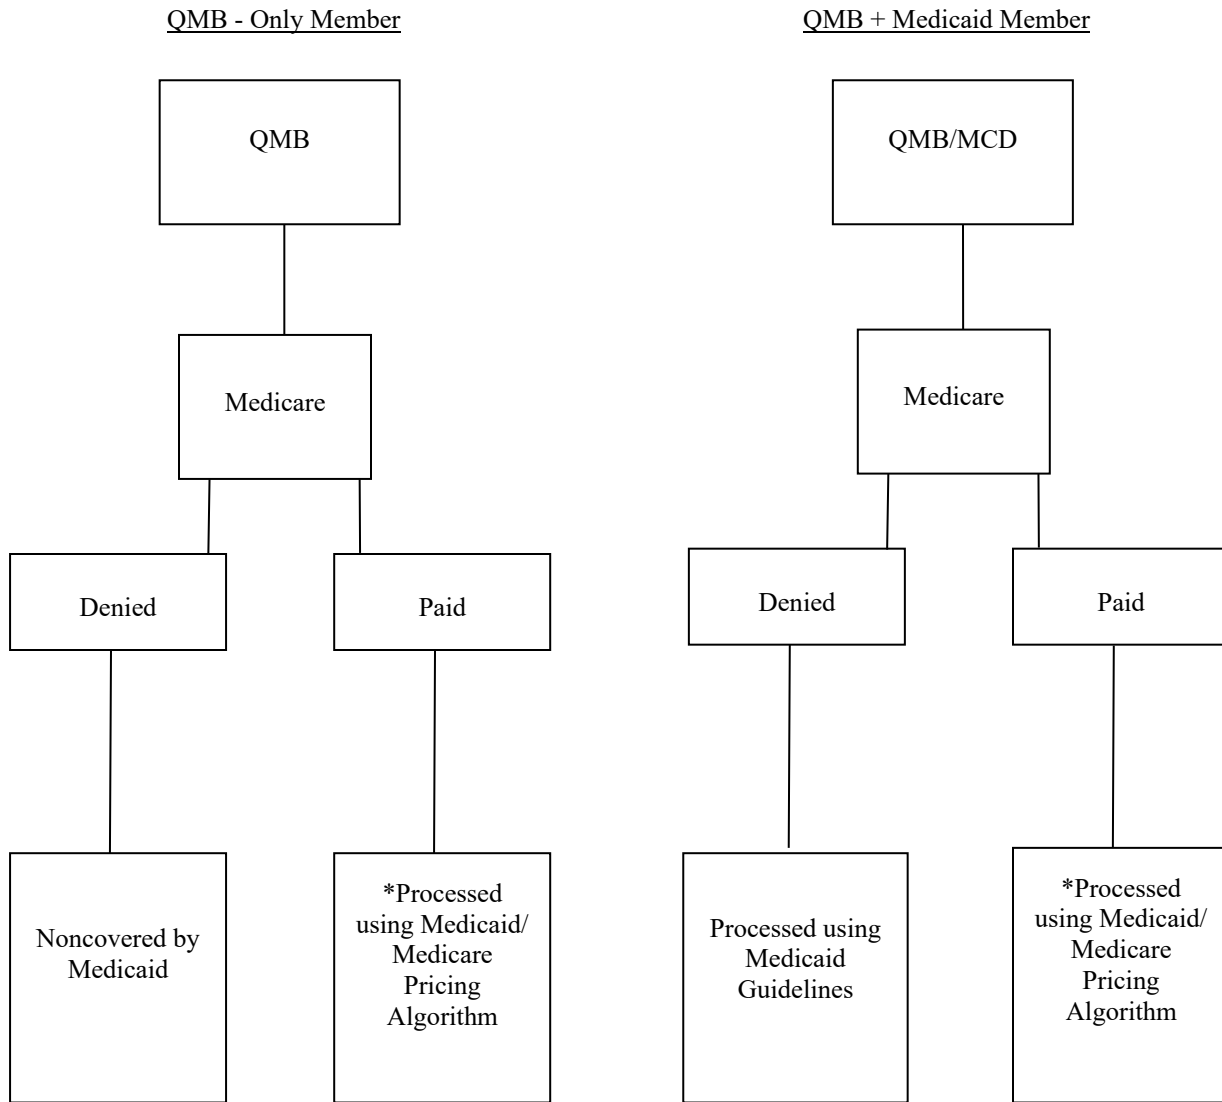 QMB - Only Member
QMB
Medicare
Denied
Paid
Noncovered by
Medicaid
*Processed
using Medicaid/
Medicare
Pricing
Algorithm
QMB + Medicaid Member
QMB/MCD
Medicare
Denied
Paid
Processed using
Medicaid
Guidelines
*Processed
using Medicaid/
Medicare
Pricing
Algorithm